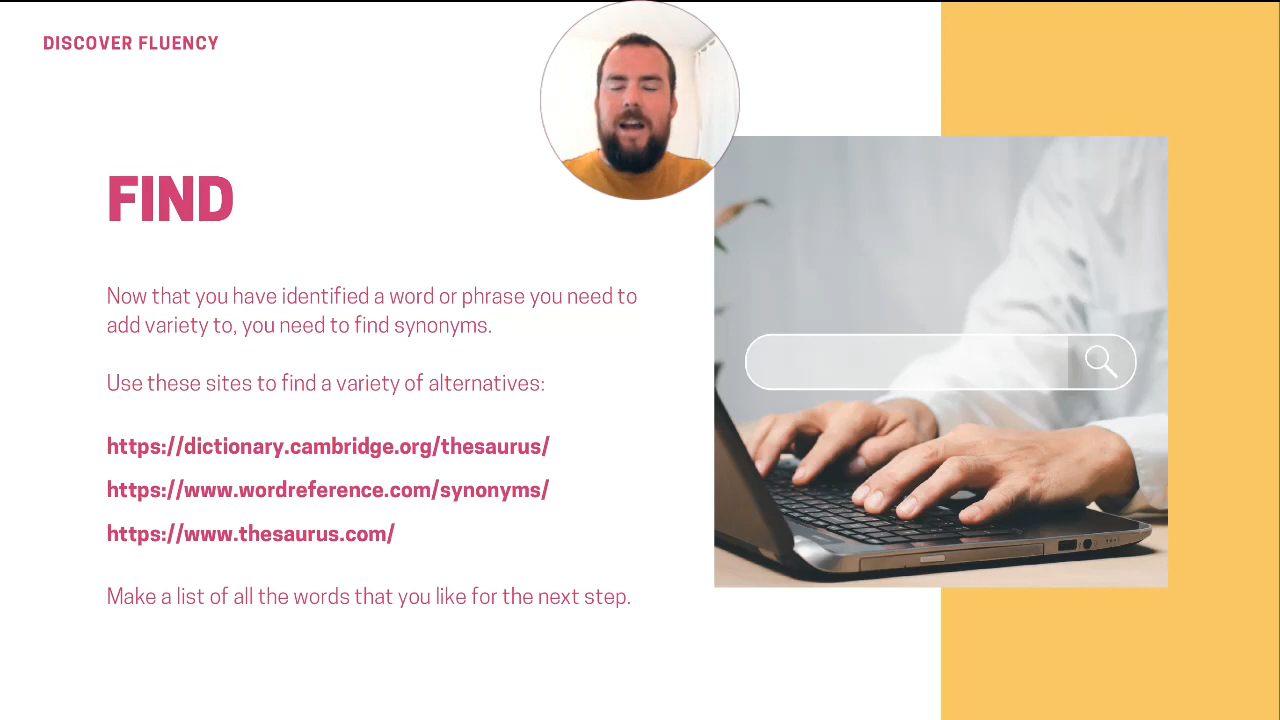 DISCOVER FLUENCY
FIND
Now that you have identified a word or phrase you need to
add variety to, you need to find synonyms.
Use these sites to find a variety of alternatives:
https://dictionary.cambridge.org/thesaurus/
https://www.wordreference.com/synonyms/
https://www.thesaurus.com/
Make a list of all the words that you like for the next step.